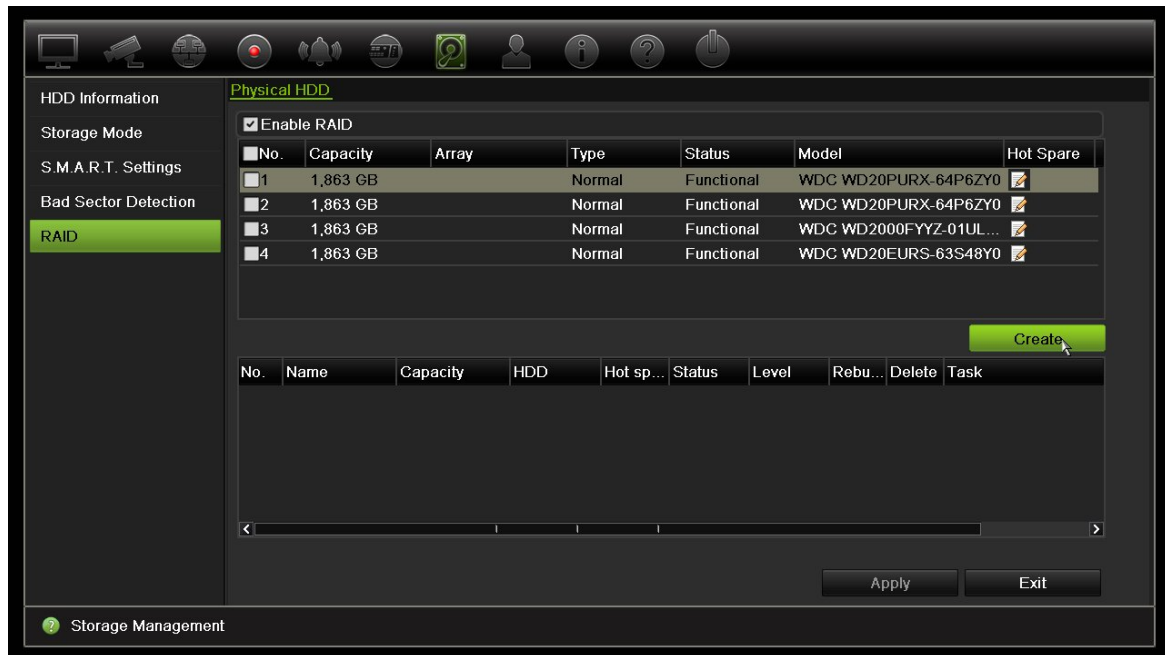 Physical HDD
HDD Information
Storage Mode
S.M.A.R.T. Settings
Bad Sector Detection
RAID
Enable RAID
No. Capacity Array Type Status Model Hot Spare
1 1,863 GB Normal Functional WDC WD20PURX-64P6ZY0
2 1,863 GB Normal Functional WDC WD20PURX-64P6ZY0
3 1,863 GB Normal Functional WDC WD2000FYYZ-01UL...
4 1,863 GB Normal Functional WDC WD20EURS-63S48Y0
Create
No. Name Capacity HDD Hot sp... Status Level Rebu... Delete Task
Apply Exit
Storage Management